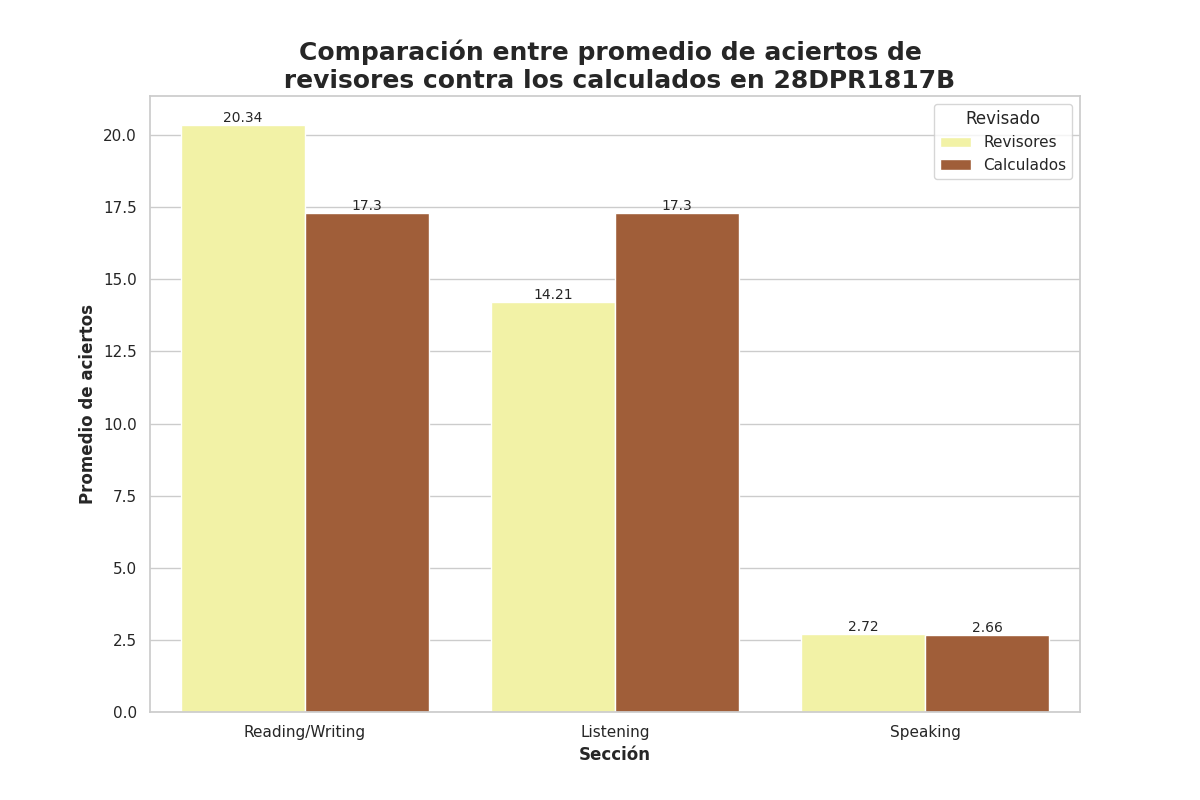 Comparación entre promedio de aciertos de
revisores contra los calculados en 28DPR1817B
Revisado
Revisores
Calculados
20.34
17.3
14.21
17.3
2.72
2.66
Promedio de aciertos
20.0
17.5
15.0
12.5
10.0
7.5
5.0
2.5
0.0
Reading/Writing
Listening
Speaking
Sección